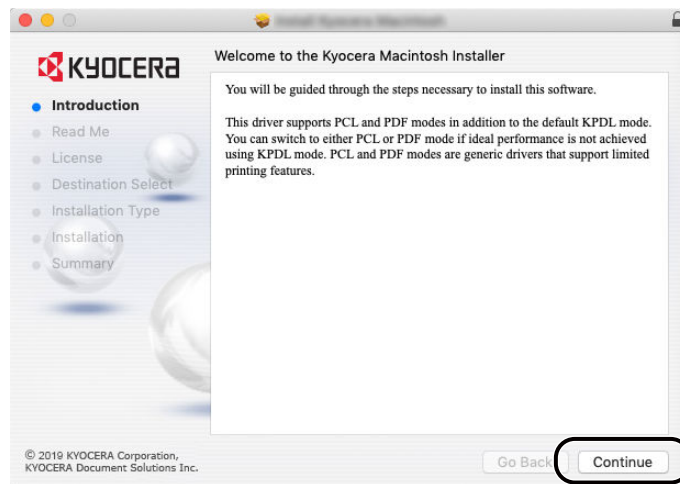 KYOCERA
Welcome to the Kyocera Macintosh Installer
Introduction
Read Me
License
Destination Select
Installation Type
Installation
Summary
You will be guided through the steps necessary to install this software.
This driver supports PCL and PDF modes in addition to the default KPDL mode.
You can switch to either PCL or PDF mode if ideal performance is not achieved
using KPDL mode. PCL and PDF modes are generic drivers that support limited
printing features.
© 2019 KYOCERA Corporation,
KYOCERA Document Solutions Inc.
Go Back
Continue